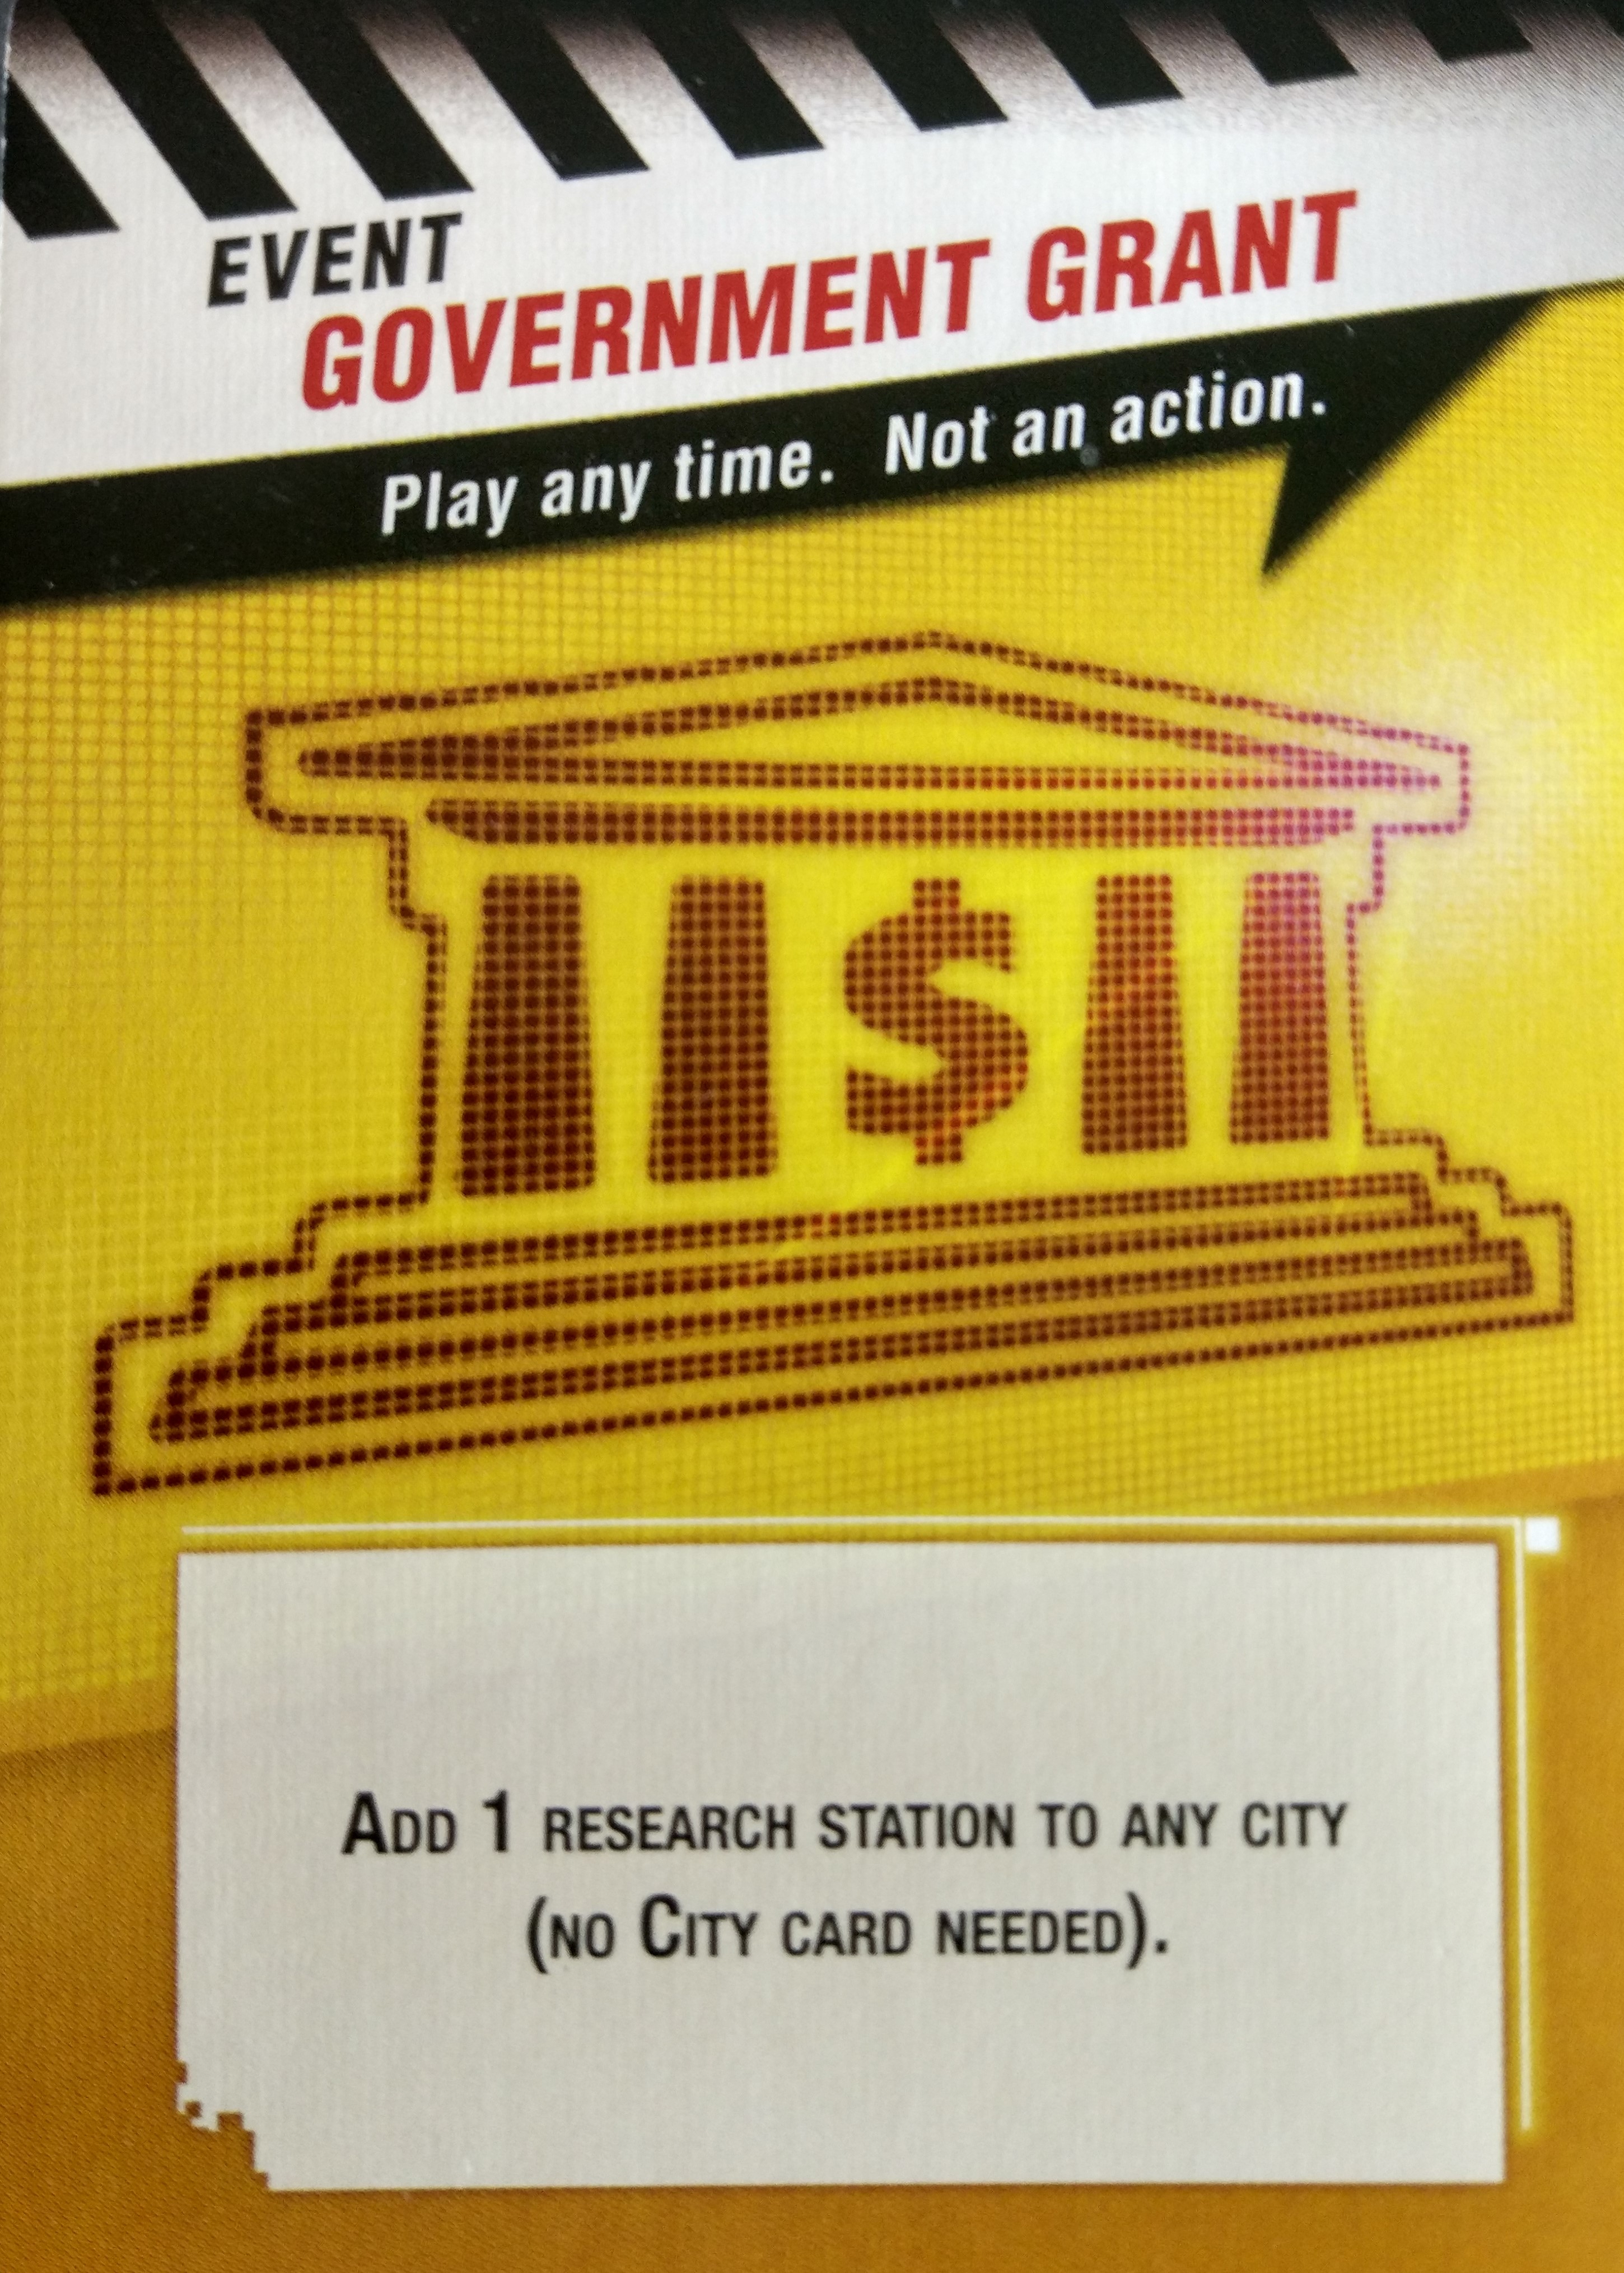 EVENT
GOVERNMENT GRANT
Play any time. Not an action.
$
ADD 1 RESEARCH STATION TO ANY CITY
(NO CITY CARD NEEDED).